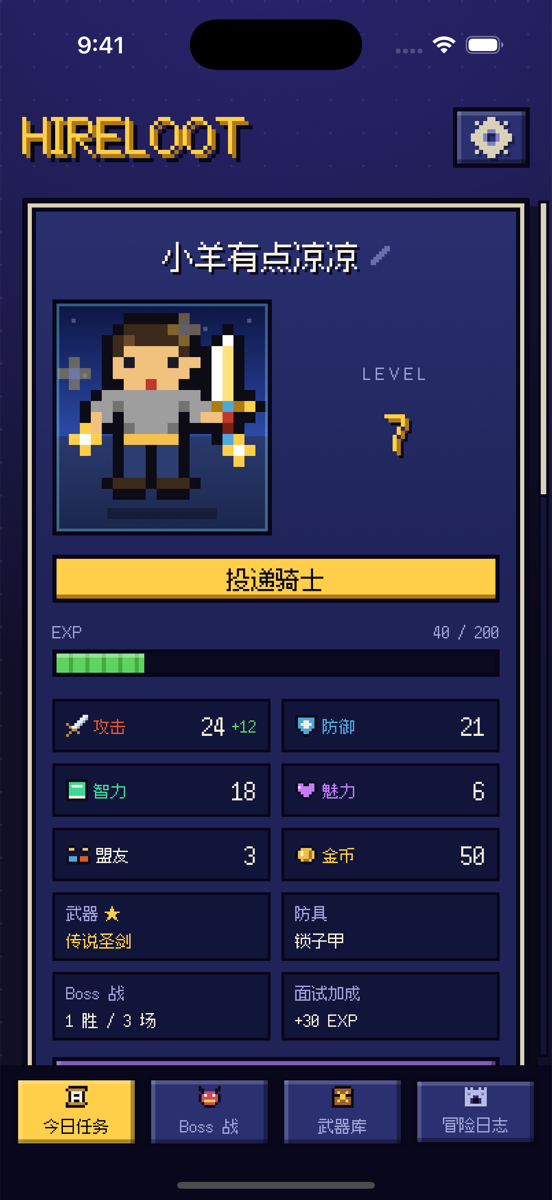 9:41
HIRELOOT
小羊有点凉凉
LEVEL
7
投递骑士
EXP 40 / 200
攻击 24 +12
防御 21
智力 18
魅力 6
盟友 3
金币 50
武器
传说圣剑
防具
锁子甲
Boss 战
1 胜 / 3 场
面试加成
+30 EXP
今日任务
Boss 战
武器库
冒险日志